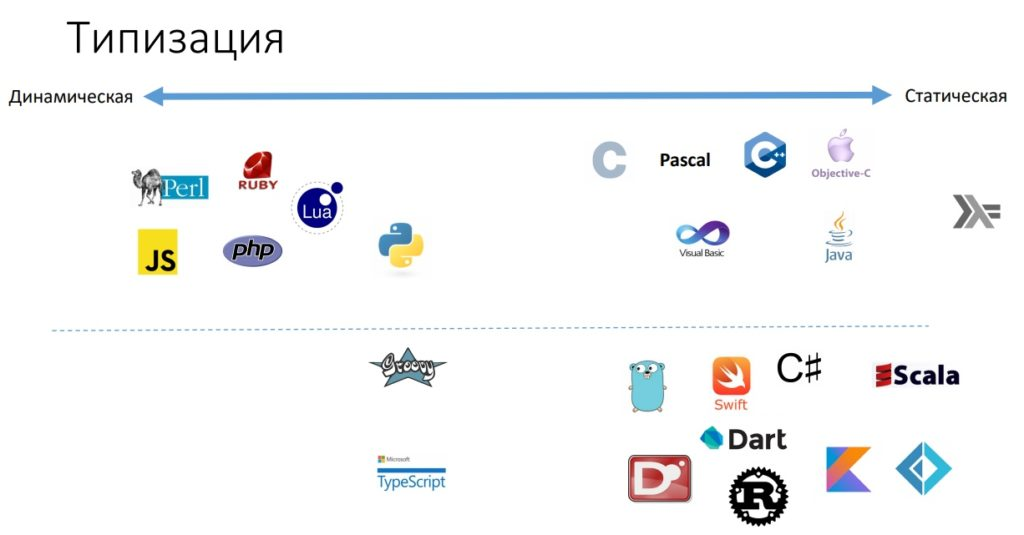 Типизация
Динамическая
Статическая
Perl
RUBY
Lua
JS
php
C
Pascal
C++
Objective-C
Visual Basic
Java
Groovy
Microsoft
TypeScript
Swift
C#
Scala
Dart
D
R